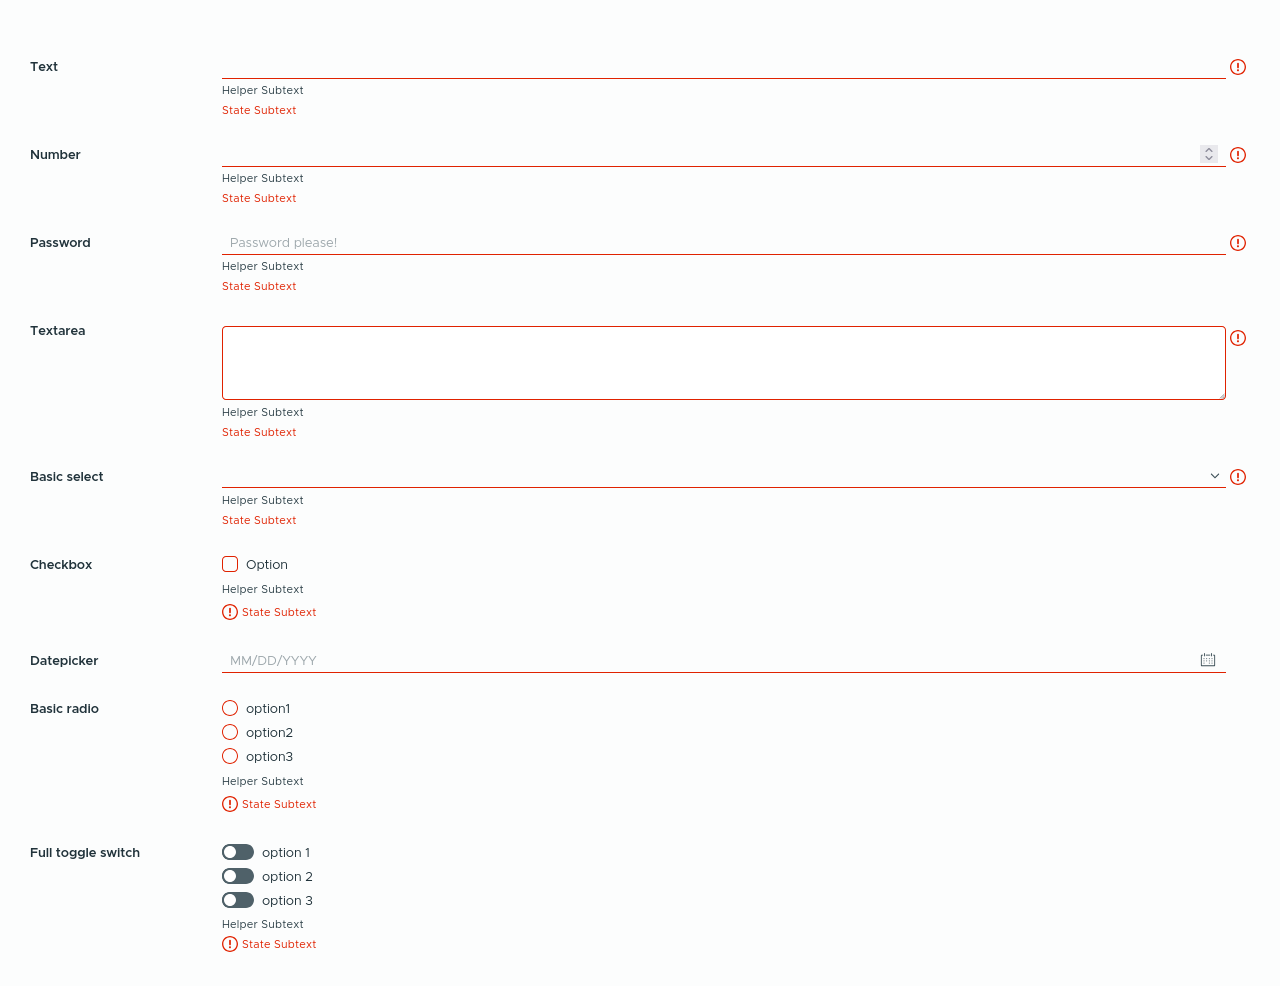 Text
Helper Subtext
State Subtext
Number
Helper Subtext
State Subtext
Password
Password please!
Helper Subtext
State Subtext
Textarea
Helper Subtext
State Subtext
Basic select
Helper Subtext
State Subtext
Checkbox
Option
Helper Subtext
State Subtext
Datepicker
MM/DD/YYYY
Basic radio
option1
option2
option3
Helper Subtext
State Subtext
Full toggle switch
option 1
option 2
option 3
Helper Subtext
State Subtext